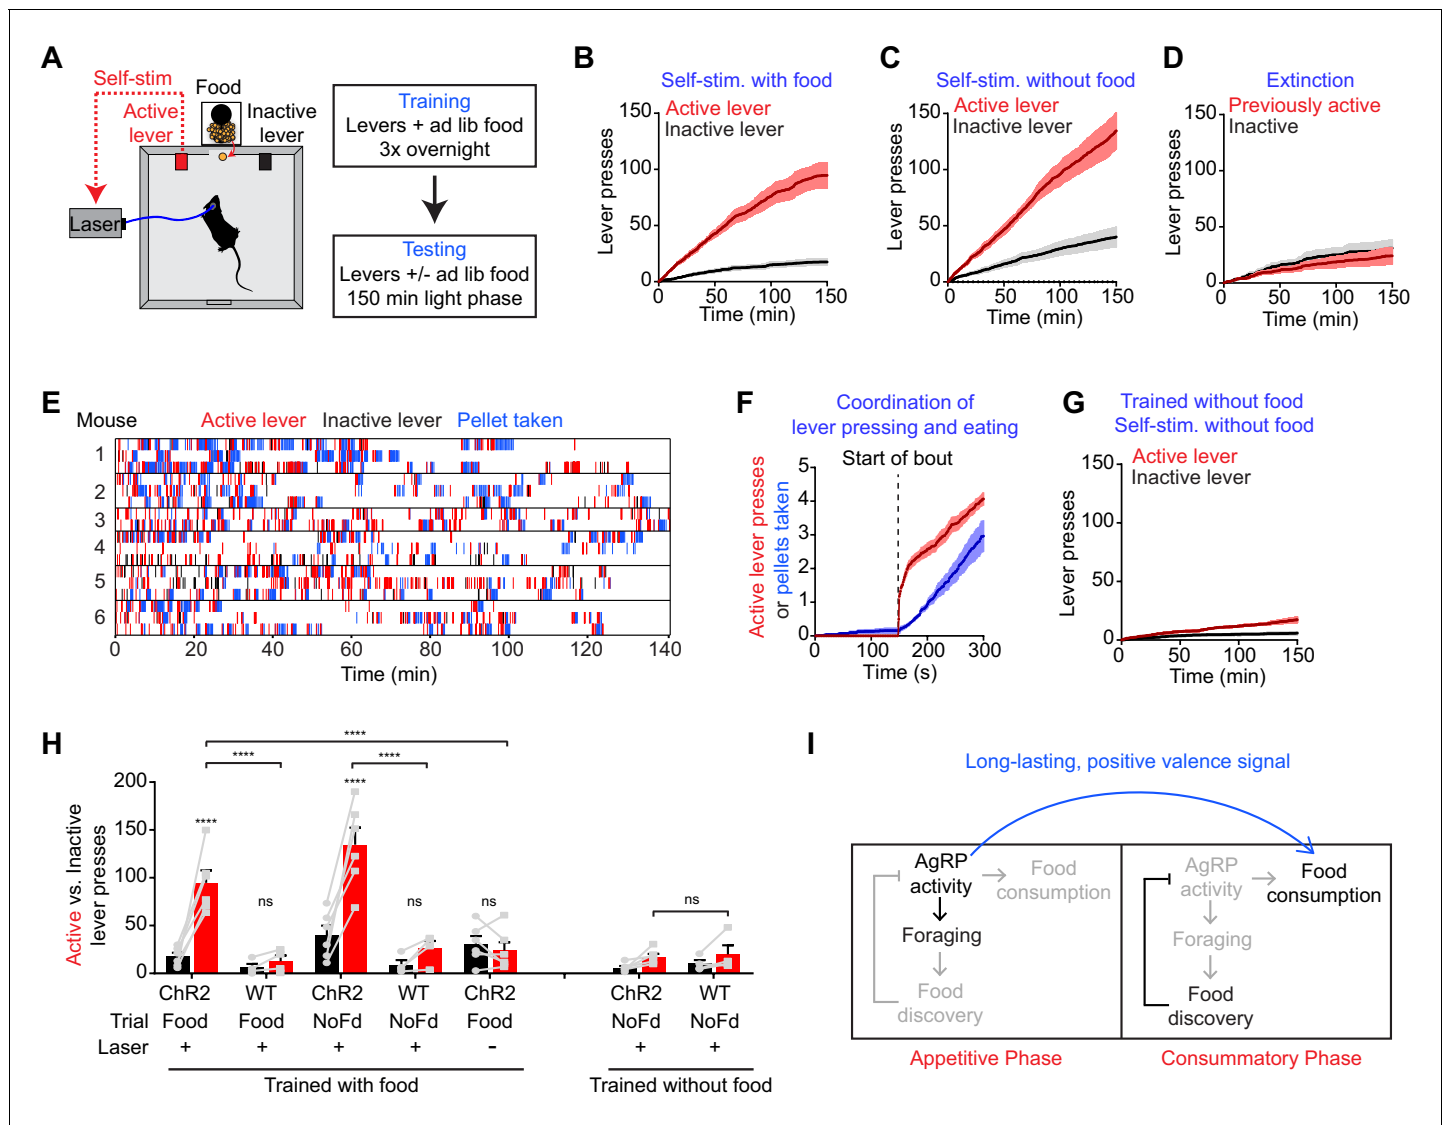 A
Self-stim
Food
Active
lever
Inactive
lever
Laser
Training
Levers + ad lib food
3x overnight
Testing
Levers +/- ad lib food
150 min light phase
B
Self-stim. with food
Active lever
Inactive lever
Lever presses
150
100
50
0
0 50 100 150
Time (min)
C
Self-stim. without food
Active lever
Inactive lever
Lever presses
150
100
50
0
0 50 100 150
Time (min)
D
Extinction
Previously active
Inactive
Lever presses
150
100
50
0
0 50 100 150
Time (min)
E
Mouse Active lever Inactive lever Pellet taken
1
2
3
4
5
6
0 20 40 60 80 100 120 140
Time (min)
F
Coordination of
lever pressing and eating
Start of bout
Active lever presses
or pellets taken
5
4
3
2
1
0
0 200 300
Time (s)
G
Trained without food
Self-stim. without food
Active lever
Inactive lever
Lever presses
150
100
50
0
0 50 100 150
Time (min)
H
Active vs. Inactive
lever presses
200
150
100
50
0
****
**** ****
**** ns **** ns ns ns
ChR2 WT ChR2 WT ChR2 ChR2 WT
Trial Food Food NoFd NoFd Food NoFd NoFd
Laser + + + + - + +
Trained with food Trained without food
I
Long-lasting, positive valence signal
AgRP
activity
Food
consumption
Foraging
Food
discovery
Appetitive Phase
AgRP
activity
Food
consumption
Foraging
Food
discovery
Consummatory Phase